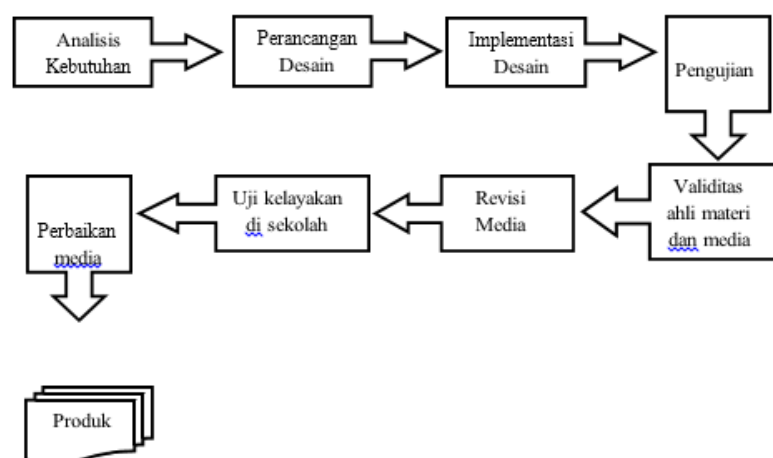 Analisis
Kebutuhan
Perancangan
Desain
Implementasi
Desain
Pengujian
Validitas
ahli materi
dan media
Revisi
Media
Uji kelayakan
di sekolah
Perbaikan
media
Produk